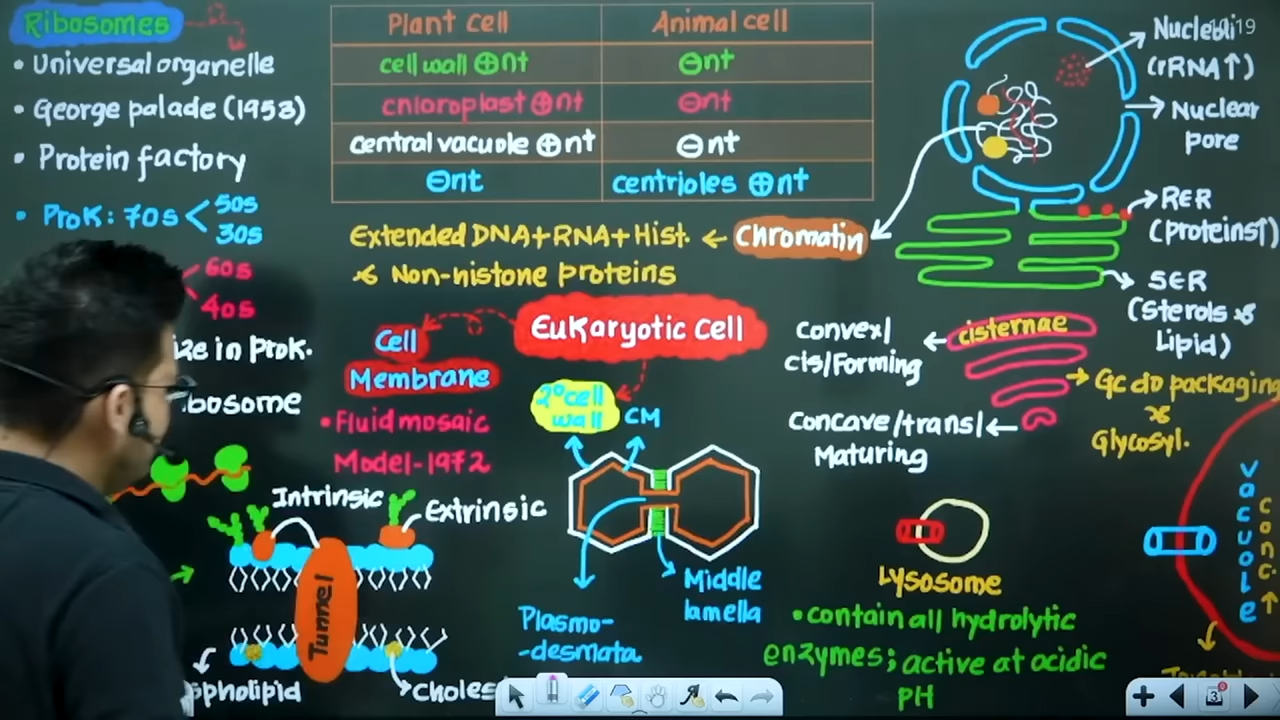 Ribosomes
• Universal organelle
• George palade (1953)
• Protein factory
• ProK: 70s < 50s
30s
60s
40s
ize in ProK.
bosome
Plant cell Animal cell
cell wall ⊕nt ⊖nt
chloroplast ⊕nt ⊖nt
central vacuole ⊕nt ⊖nt
⊖nt centrioles ⊕nt
Extended DNA+RNA+Hist. ← Chromatin
& Non-histone proteins
Eukaryotic cell
Cell
Membrane
• Fluid mosaic
Model-1972
2° cell
wall
CM
Intrinsic
Extrinsic
Tunnel
spholipid
Choles
Plasmo-
-desmata
Middle
lamella
Nucleoli
(rRNA↑)
Nuclear
pore
RER
(Proteins↑)
SER
(Sterols &
Lipid)
cisternae
Convex/
cis/Forming
Concave/trans/
Maturing
Gc do packaging
&
Glycosyl.
Lysosome
• contain all hydrolytic
enzymes; active at acidic
pH
Vacuole
Conc. ↑
3